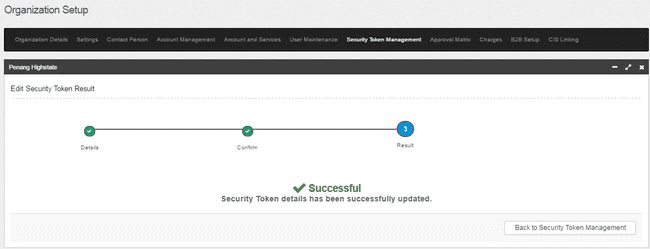 Organization Setup
Organization Details Settings Contact Person Account Management Account and Services User Maintenance Security Token Management Approval Matrix Charges B2B Setup CIS Linking
Penang Highstate
Edit Security Token Result
3
Details Confirm Result
Successful
Security Token details has been successfully updated.
Back to Security Token Management